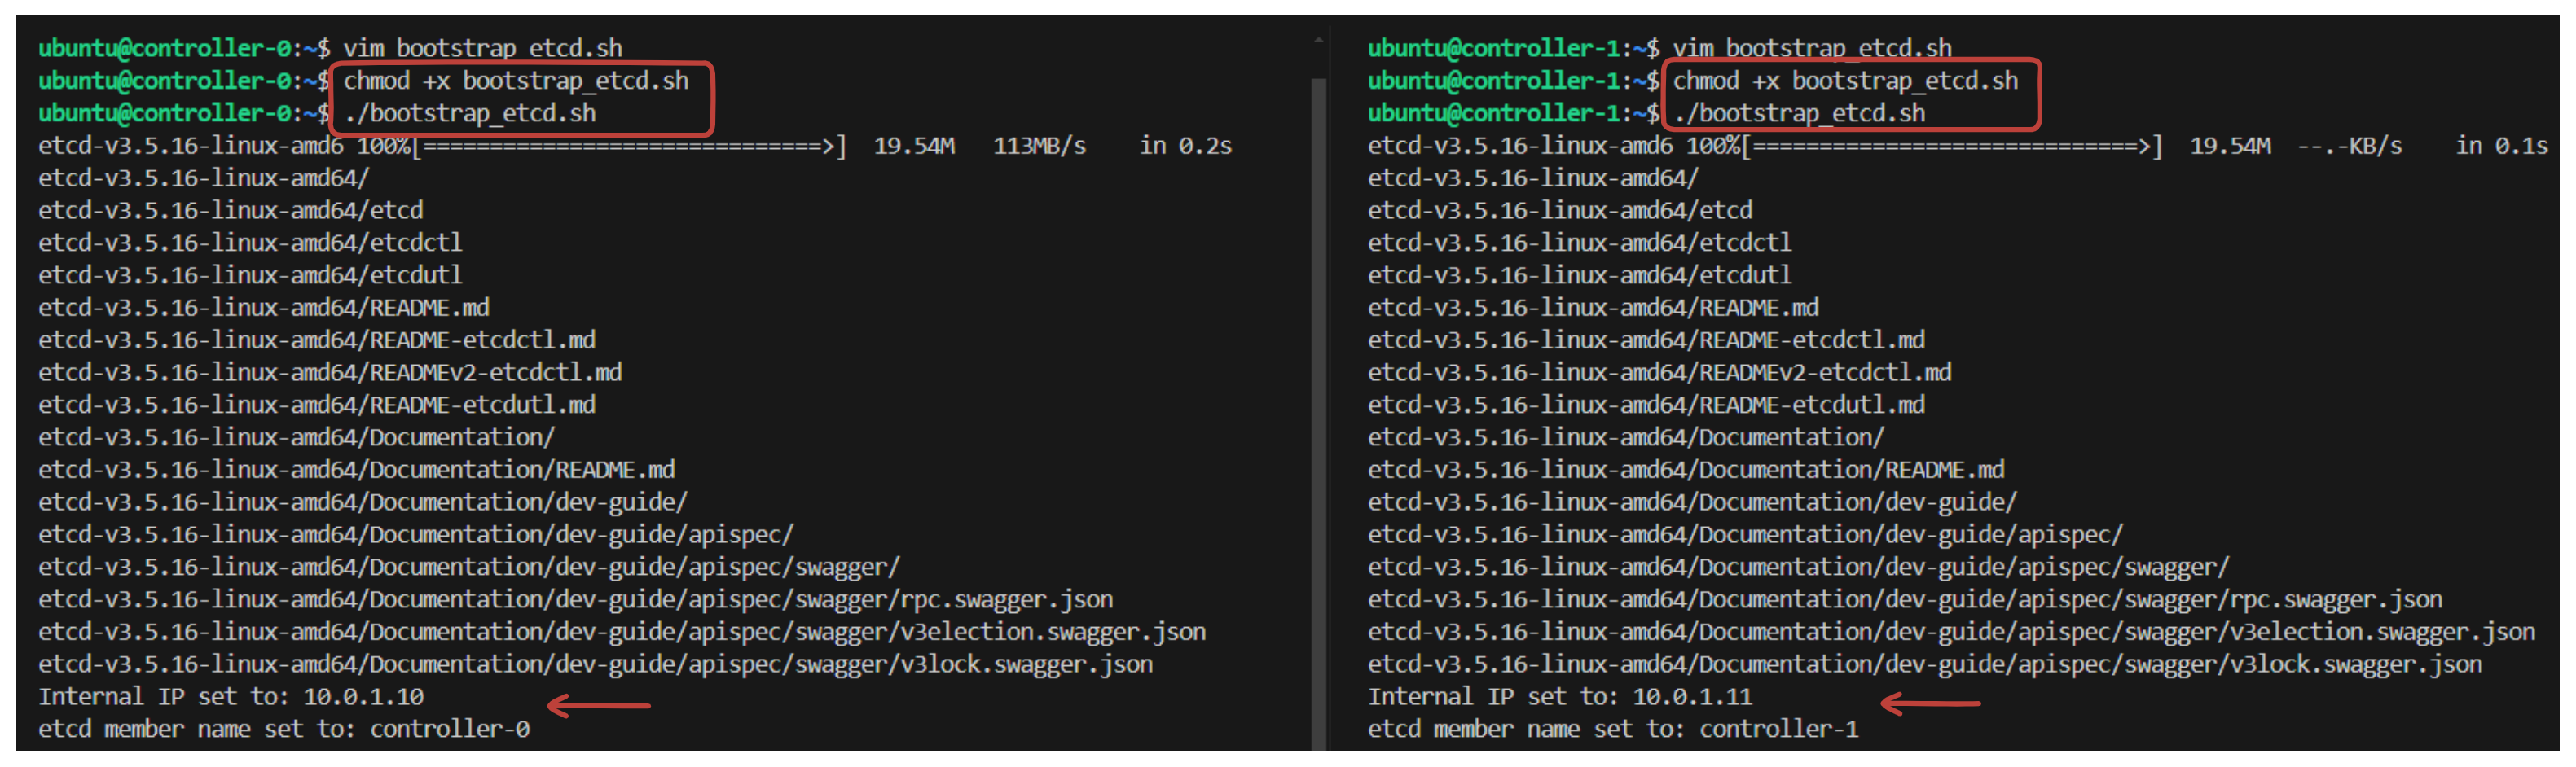 ubuntu@controller-0:~$ vim bootstrap_etcd.sh
ubuntu@controller-0:~$ chmod +x bootstrap_etcd.sh
ubuntu@controller-0:~$ ./bootstrap_etcd.sh
etcd-v3.5.16-linux-amd6 100%[==============================>]  19.54M   113MB/s    in 0.2s
etcd-v3.5.16-linux-amd64/
etcd-v3.5.16-linux-amd64/etcd
etcd-v3.5.16-linux-amd64/etcdctl
etcd-v3.5.16-linux-amd64/etcdutl
etcd-v3.5.16-linux-amd64/README.md
etcd-v3.5.16-linux-amd64/README-etcdctl.md
etcd-v3.5.16-linux-amd64/READMEv2-etcdctl.md
etcd-v3.5.16-linux-amd64/README-etcdutl.md
etcd-v3.5.16-linux-amd64/Documentation/
etcd-v3.5.16-linux-amd64/Documentation/README.md
etcd-v3.5.16-linux-amd64/Documentation/dev-guide/
etcd-v3.5.16-linux-amd64/Documentation/dev-guide/apispec/
etcd-v3.5.16-linux-amd64/Documentation/dev-guide/apispec/swagger/
etcd-v3.5.16-linux-amd64/Documentation/dev-guide/apispec/swagger/rpc.swagger.json
etcd-v3.5.16-linux-amd64/Documentation/dev-guide/apispec/swagger/v3election.swagger.json
etcd-v3.5.16-linux-amd64/Documentation/dev-guide/apispec/swagger/v3lock.swagger.json
Internal IP set to: 10.0.1.10
etcd member name set to: controller-0
ubuntu@controller-1:~$ vim bootstrap_etcd.sh
ubuntu@controller-1:~$ chmod +x bootstrap_etcd.sh
ubuntu@controller-1:~$ ./bootstrap_etcd.sh
etcd-v3.5.16-linux-amd6 100%[=============================>]  19.54M  --.-KB/s    in 0.1s
etcd-v3.5.16-linux-amd64/
etcd-v3.5.16-linux-amd64/etcd
etcd-v3.5.16-linux-amd64/etcdctl
etcd-v3.5.16-linux-amd64/etcdutl
etcd-v3.5.16-linux-amd64/README.md
etcd-v3.5.16-linux-amd64/README-etcdctl.md
etcd-v3.5.16-linux-amd64/READMEv2-etcdctl.md
etcd-v3.5.16-linux-amd64/README-etcdutl.md
etcd-v3.5.16-linux-amd64/Documentation/
etcd-v3.5.16-linux-amd64/Documentation/README.md
etcd-v3.5.16-linux-amd64/Documentation/dev-guide/
etcd-v3.5.16-linux-amd64/Documentation/dev-guide/apispec/
etcd-v3.5.16-linux-amd64/Documentation/dev-guide/apispec/swagger/
etcd-v3.5.16-linux-amd64/Documentation/dev-guide/apispec/swagger/rpc.swagger.json
etcd-v3.5.16-linux-amd64/Documentation/dev-guide/apispec/swagger/v3election.swagger.json
etcd-v3.5.16-linux-amd64/Documentation/dev-guide/apispec/swagger/v3lock.swagger.json
Internal IP set to: 10.0.1.11
etcd member name set to: controller-1